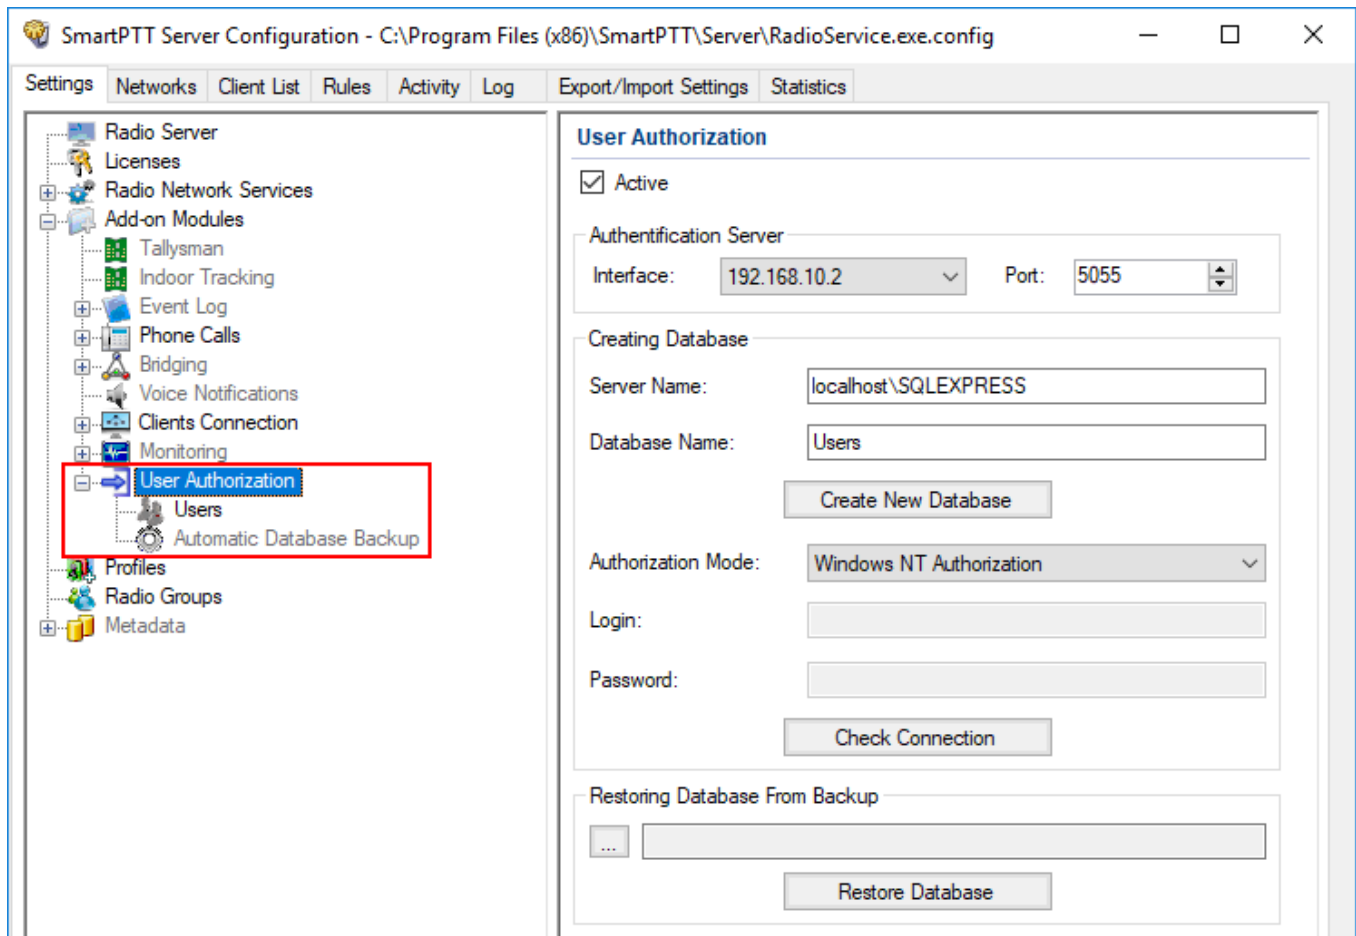 SmartPTT Server Configuration - C:\Program Files (x86)\SmartPTT\Server\RadioService.exe.config
Settings Networks Client List Rules Activity Log Export/Import Settings Statistics
Radio Server
Licenses
Radio Network Services
Add-on Modules
Tallysman
Indoor Tracking
Event Log
Phone Calls
Bridging
Voice Notifications
Clients Connection
Monitoring
User Authorization
Users
Automatic Database Backup
Profiles
Radio Groups
Metadata
User Authorization
Active
Authentification Server
Interface: 192.168.10.2 Port: 5055
Creating Database
Server Name: localhost\SQLEXPRESS
Database Name: Users
Create New Database
Authorization Mode: Windows NT Authorization
Login:
Password:
Check Connection
Restoring Database From Backup
...
Restore Database